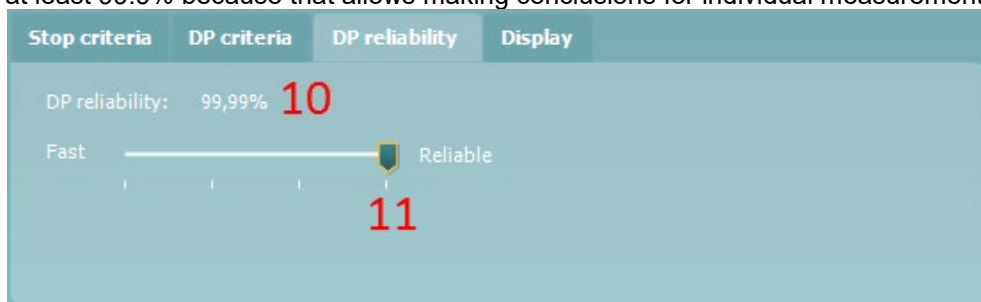 at least 99.9% because that allows making conclusions for individual measurement
Stop criteria DP criteria DP reliability Display
DP reliability: 99,99% 10
Fast Reliable
11